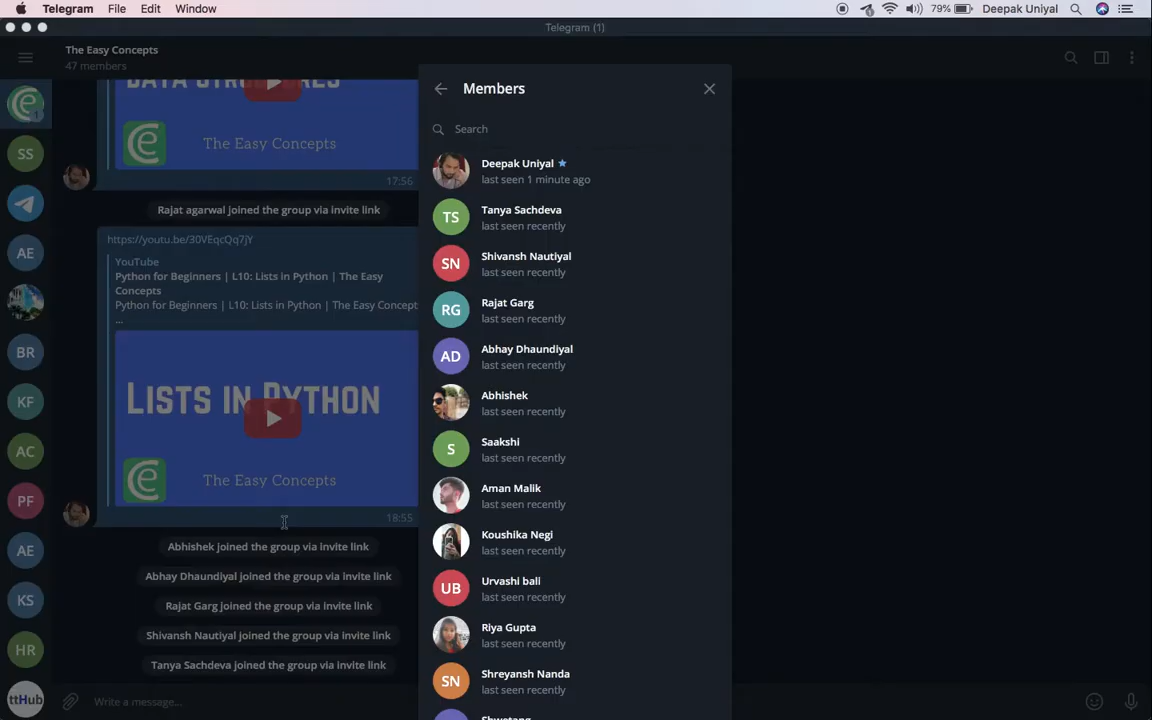 Telegram File Edit Window
79% Deepak Uniyal
Telegram (1)
The Easy Concepts
47 members
DATA STRUCTURES
The Easy Concepts
17:56
Rajat agarwal joined the group via invite link
https://youtu.be/30VEqcQq7jY
YouTube
Python for Beginners | L10: Lists in Python | The Easy
Concepts
Python for Beginners | L10: Lists in Python | The Easy Concept
...
LISTS IN PYTHON
The Easy Concepts
18:55
Abhishek joined the group via invite link
Abhay Dhaundiyal joined the group via invite link
Rajat Garg joined the group via invite link
Shivansh Nautiyal joined the group via invite link
Tanya Sachdeva joined the group via invite link
Write a message...
1
SS
AE
BR
KF
AC
PF
AE
KS
HR
ttHub
Members
Search
Deepak Uniyal
last seen 1 minute ago
TS
Tanya Sachdeva
last seen recently
SN
Shivansh Nautiyal
last seen recently
RG
Rajat Garg
last seen recently
AD
Abhay Dhaundiyal
last seen recently
Abhishek
last seen recently
S
Saakshi
last seen recently
Aman Malik
last seen recently
Koushika Negi
last seen recently
UB
Urvashi bali
last seen recently
Riya Gupta
last seen recently
SN
Shreyansh Nanda
last seen recently
Shwetang